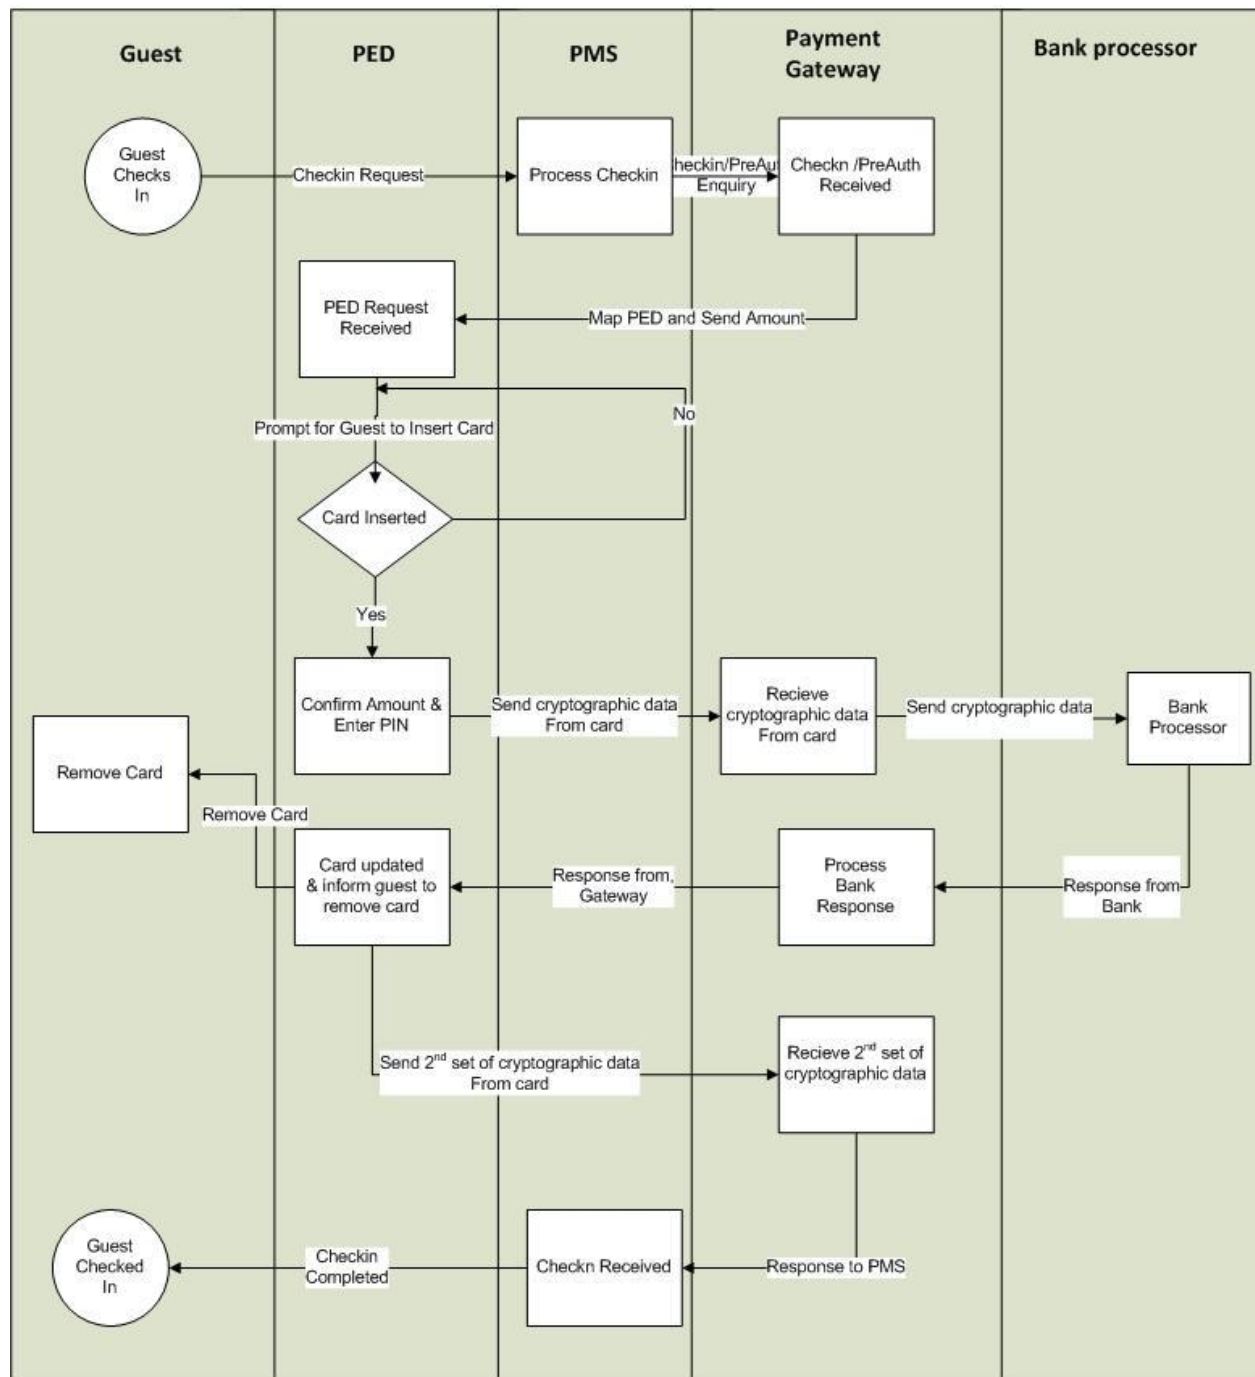 Guest
PED
PMS
Payment
Gateway
Bank processor
Guest
Checks
In
Checkin Request
Process Checkin
Checkin/PreAuth
Enquiry
Checkn /PreAuth
Received
PED Request
Received
Map PED and Send Amount
No
Prompt for Guest to Insert Card
Card Inserted
Yes
Confirm Amount &
Enter PIN
Send cryptographic data
From card
Recieve
cryptographic data
From card
Send cryptographic data
Bank
Processor
Remove Card
Remove Card
Card updated
& inform guest to
remove card
Response from,
Gateway
Process
Bank
Response
Response from
Bank
Send 2nd set of cryptographic data
From card
Recieve 2nd set of
cryptographic data
Guest
Checked
In
Checkin
Completed
Checkn Received
Response to PMS